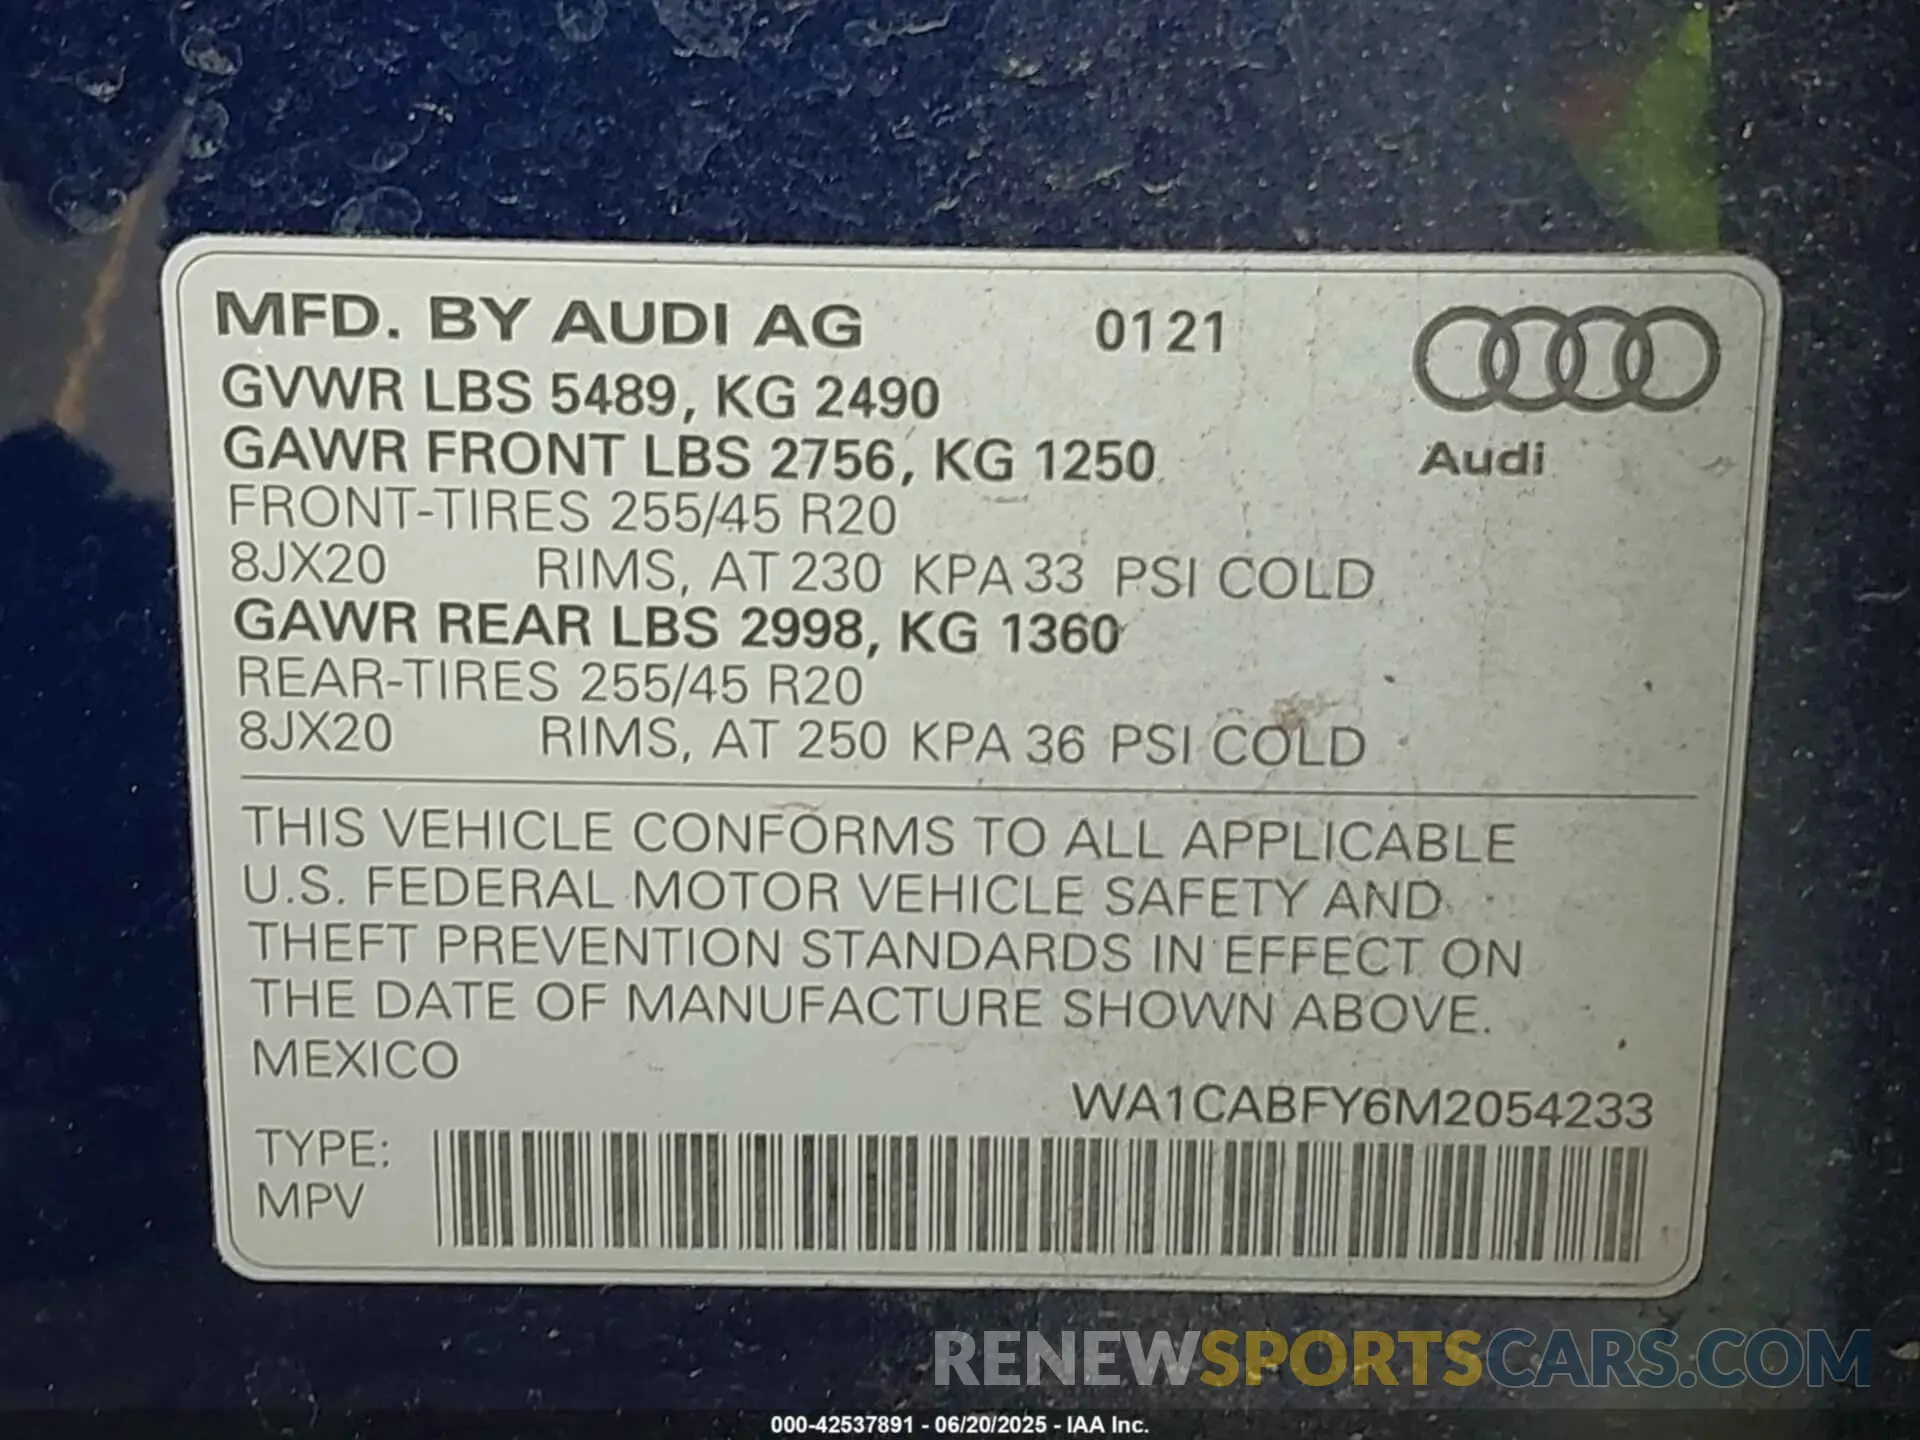 MFD. BY AUDI AG 01 21
GVWR LBS 5489, KG 2490
GAWR FRONT LBS 2756, KG 1250
Audi
FRONT-TIRES 255/45 R20
8JX20 RIMS, AT 230 KPA 33 PSI COLD
GAWR REAR LBS 2998, KG 1360
REAR-TIRES 255/45 R20
8JX20 RIMS, AT 250 KPA 36 PSI COLD
THIS VEHICLE CONFORMS TO ALL APPLICABLE
U.S. FEDERAL MOTOR VEHICLE SAFETY AND
THEFT PREVENTION STANDARDS IN EFFECT ON
THE DATE OF MANUFACTURE SHOWN ABOVE.
MEXICO
WA1CABFY6M2054233
TYPE:
MPV
RENEWSPORTSCARS.COM
000-42537891 - 06/20/2025 - IAA Inc.